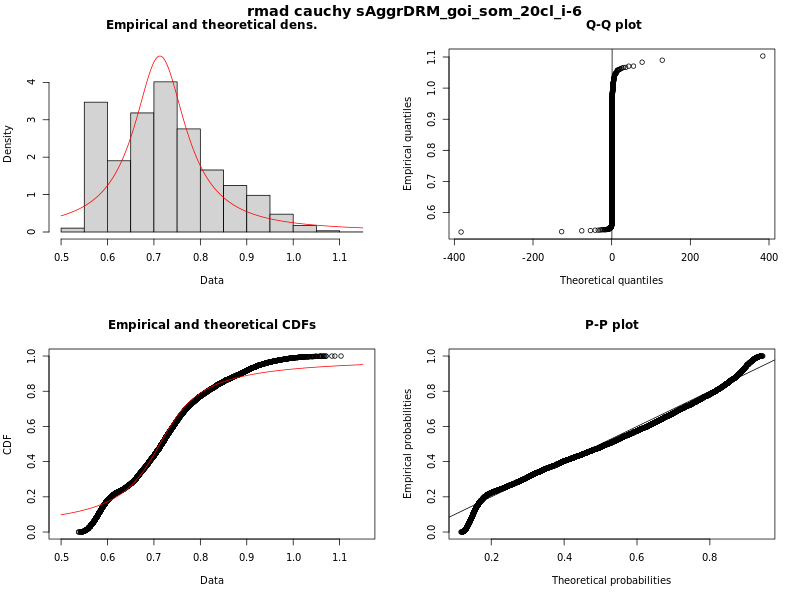 rmad cauchy sAggrDRM_goi_som_20cl_i-6
Empirical and theoretical dens.
Density
0 1 2 3 4
0.5 0.6 0.7 0.8 0.9 1.0 1.1
Data
Q-Q plot
Empirical quantiles
0.6 0.7 0.8 0.9 1.0 1.1
-400 -200 0 200 400
Theoretical quantiles
Empirical and theoretical CDFs
CDF
0.0 0.2 0.4 0.6 0.8 1.0
0.5 0.6 0.7 0.8 0.9 1.0 1.1
Data
P-P plot
Empirical probabilities
0.0 0.2 0.4 0.6 0.8 1.0
0.2 0.4 0.6 0.8
Theoretical probabilities